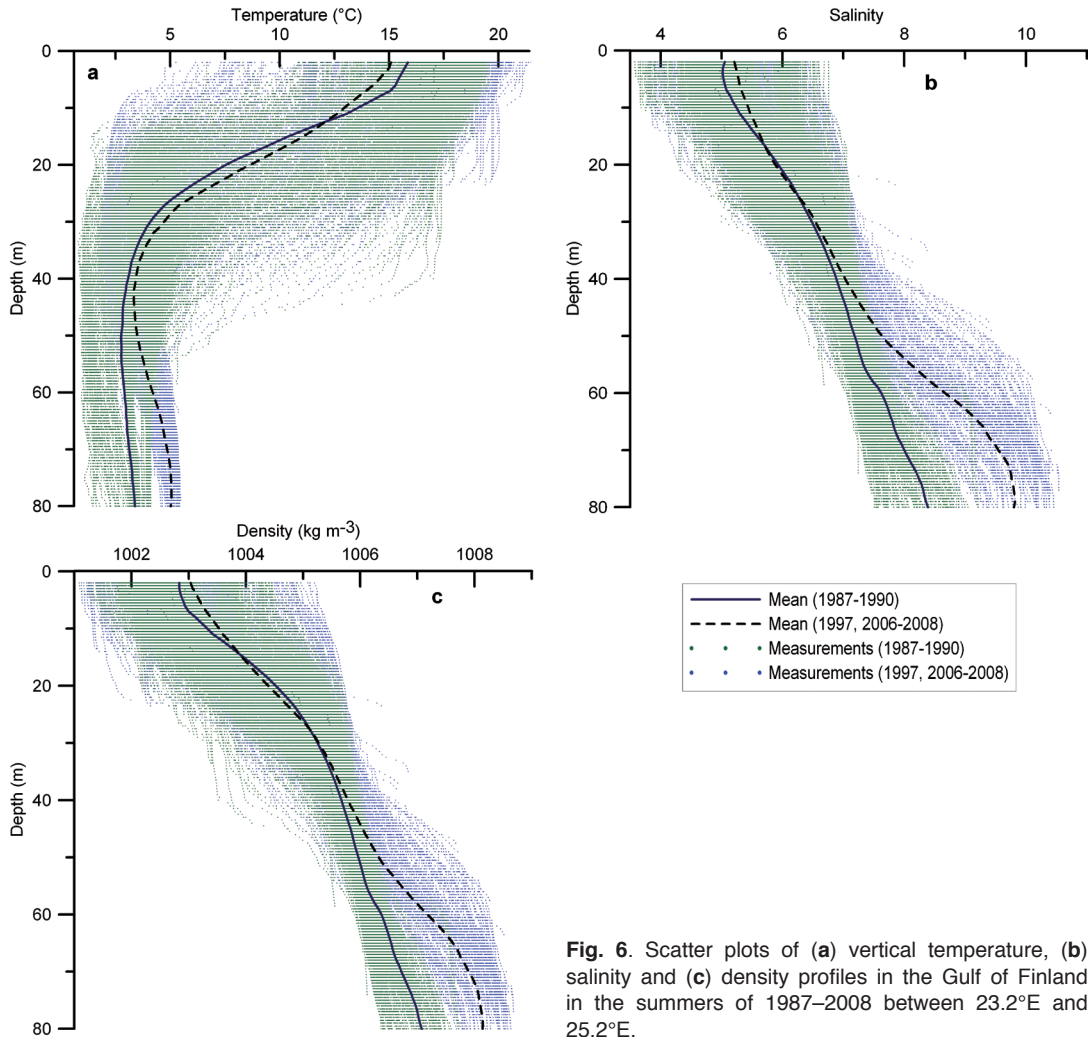 Temperature (°C)
5 10 15 20
0
20
40
60
80
Depth (m)
a
Salinity
4 6 8 10
0
20
40
60
80
Depth (m)
b
Density (kg m-3)
1002 1004 1006 1008
0
20
40
60
80
Depth (m)
c
Mean (1987-1990)
Mean (1997, 2006-2008)
Measurements (1987-1990)
Measurements (1997, 2006-2008)
Fig. 6. Scatter plots of (a) vertical temperature, (b)
salinity and (c) density profiles in the Gulf of Finland
in the summers of 1987–2008 between 23.2°E and
25.2°E.